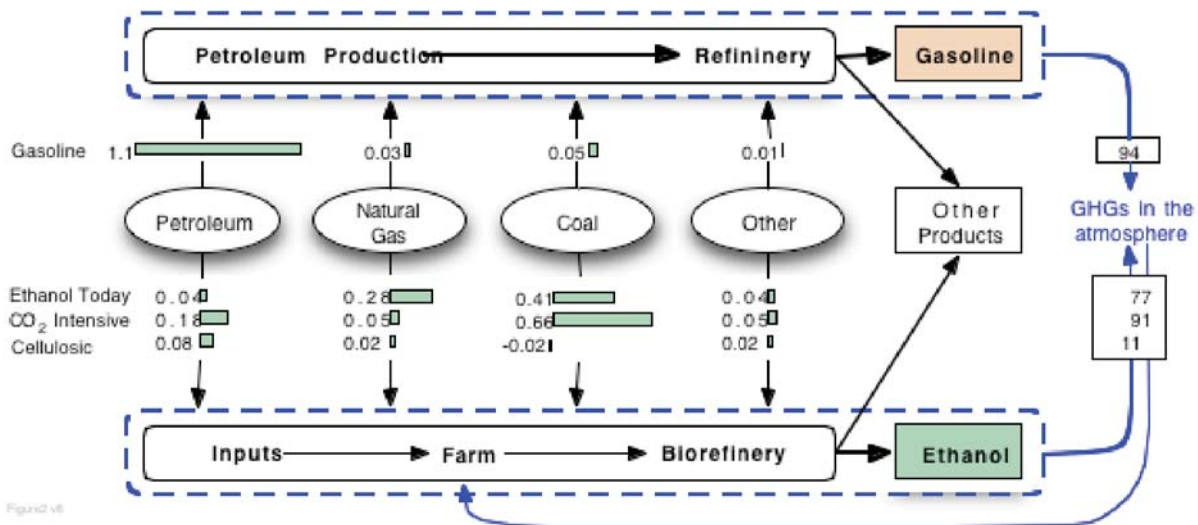 Petroleum Production Refininery Gasoline
Gasoline 1.1 0.03 0.05 0.01 94
Petroleum
Natural
Gas
Coal
Other
Other
Products
GHGs in the
atmosphere
Ethanol Today 0.04 0.28 0.41 0.04 77
CO2 Intensive 0.18 0.05 0.66 0.05 91
Cellulosic 0.08 0.02 -0.02 0.02 11
Inputs Farm Biorefinery Ethanol
Figure2 v6